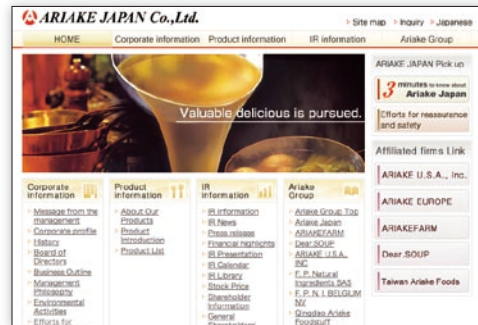 ARIAKE JAPAN Co.,Ltd.
Site map Inquiry Japanese
HOME Corporate information Product information IR information Ariake Group
Valuable delicious is pursued.
ARIAKE JAPAN Pick up
3 minutes to know about
Ariake Japan
Efforts for reassurance
and safety
Affiliated firms Link
ARIAKE U.S.A., Inc.
ARIAKE EUROPE
ARIAKEFARM
Dear.SOUP
Taiwan Ariake Foods
Corporate
information
Message from the
management
Corporate profile
History
Board of
Directors
Business Outline
Management
Philosophy
Environmental
Activities
Efforts for
Product
information
About Our
Products
Product
Introduction
Product List
IR
information
IR information
IR News
Press release
Financial highlights
IR Presentation
IR Calendar
IR Library
Stock Price
Shareholder
Information
General
Shareholders'
Ariake
Group
Ariake Group Top
Ariake Japan
ARIAKEFARM
Dear.SOUP
ARIAKE U.S.A.,
INC
F. P. Natural
Ingredients SAS
F. P. N. I. BELGIUM
NV
Qingdao Ariake
Foodstuff